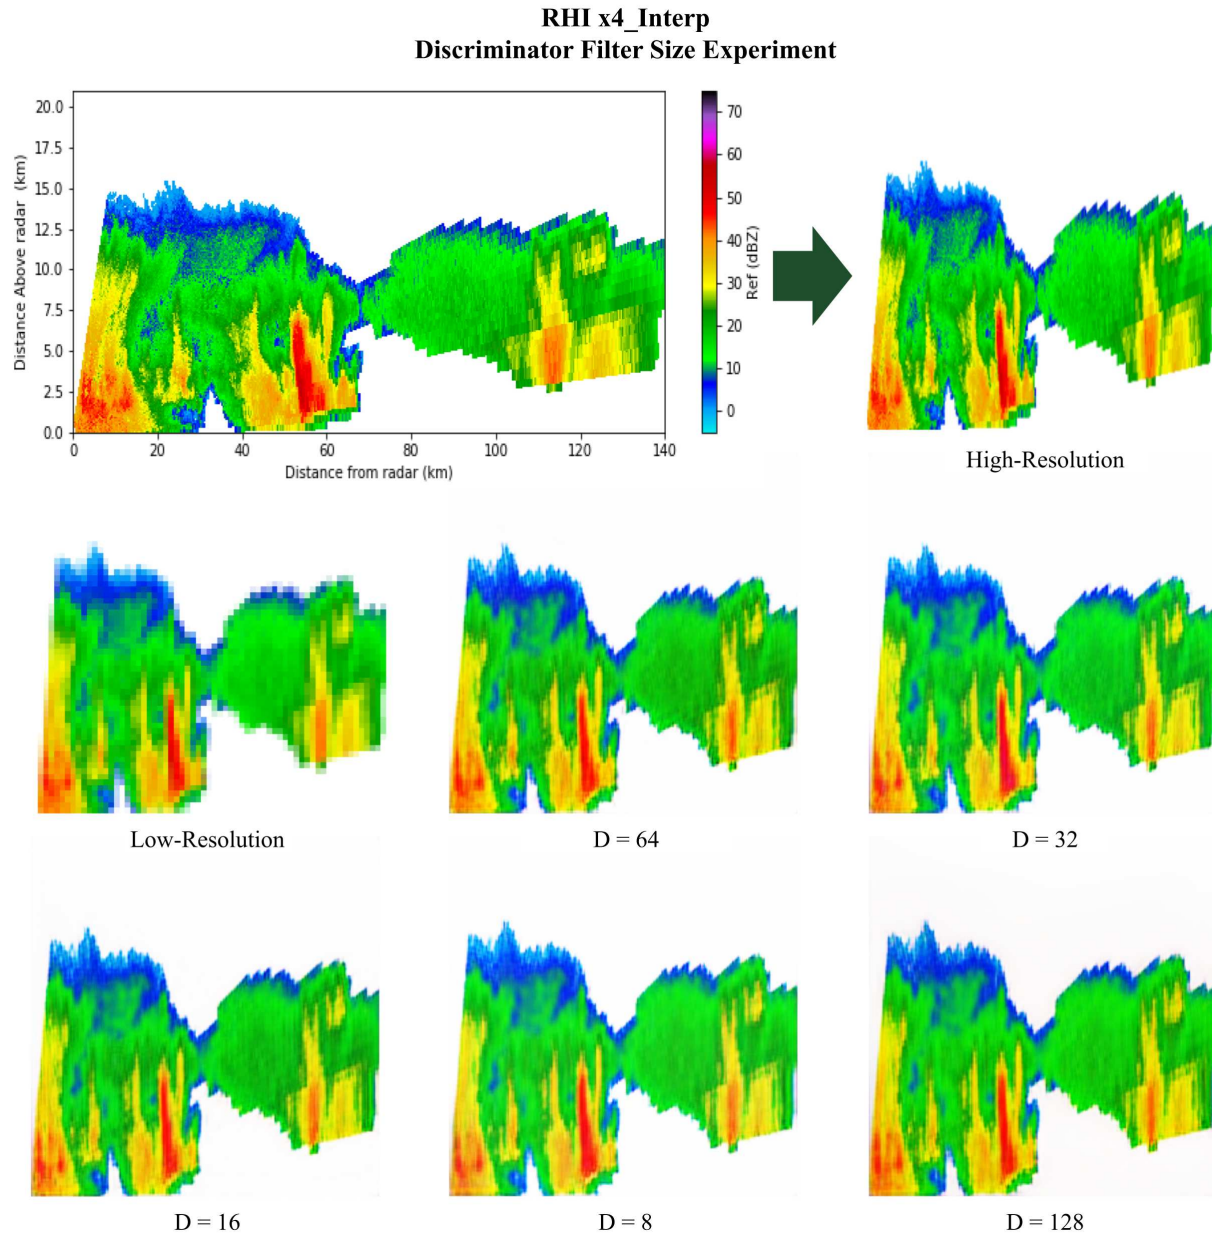 RHI x4_Interp
Discriminator Filter Size Experiment
20.0
17.5
15.0
12.5
10.0
7.5
5.0
2.5
0.0
Distance Above radar (km)
0 20 40 60 80 100 120 140
Distance from radar (km)
70
60
50
40
30
20
10
0
Ref (dBZ)
High-Resolution
Low-Resolution
D = 64
D = 32
D = 16
D = 8
D = 128